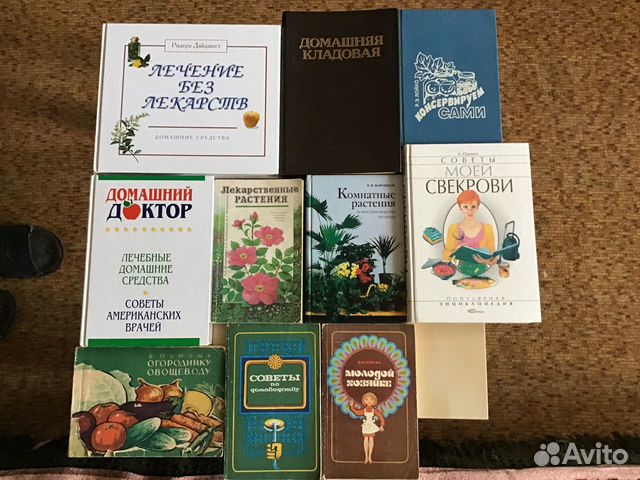 Ридерз Дайджест
ЛЕЧЕНИЕ
БЕЗ
ЛЕКАРСТВ
ДОМАШНИЕ СРЕДСТВА
ДОМАШНЯЯ
КЛАДОВАЯ
Р. Э. ЛОЙКО
КОНСЕРВИРУЕМ
САМИ
ДОМАШНИЙ
ДОКТОР
ЛЕЧЕБНЫЕ
ДОМАШНИЕ
СРЕДСТВА
СОВЕТЫ
АМЕРИКАНСКИХ
ВРАЧЕЙ
Лекарственные
РАСТЕНИЯ
Комнатные
растения
СОВЕТЫ
МОЕЙ
СВЕКРОВИ
ПОПУЛЯРНАЯ
ЭНЦИКЛОПЕДИЯ
В ПОМОЩЬ
ОГОРОДНИКУ
ОВОЩЕВОДУ
СОВЕТЫ
по
домоводству
МОЛОДОЙ
ХОЗЯЙКЕ
Avito